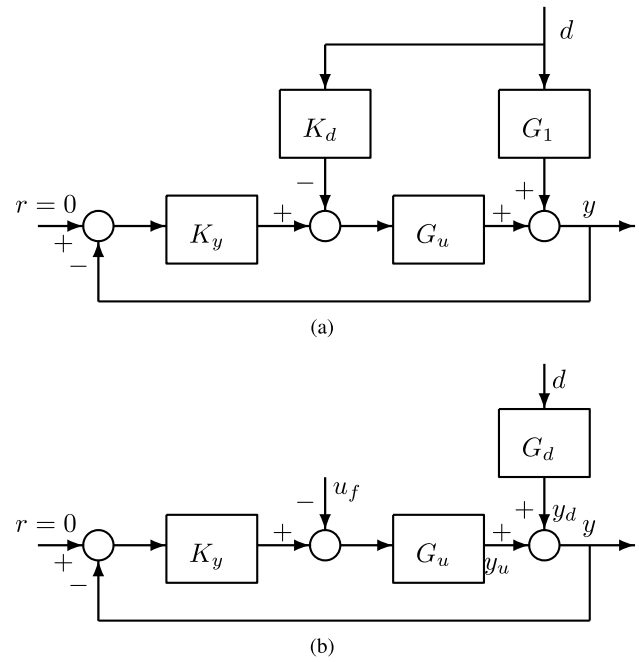 d
K_d
G_1
−
+
r = 0
+
−
K_y
+
G_u
+
y
(a)
d
G_d
−
u_f
+
y_d
r = 0
+
−
K_y
+
G_u
+
y_u
y
(b)